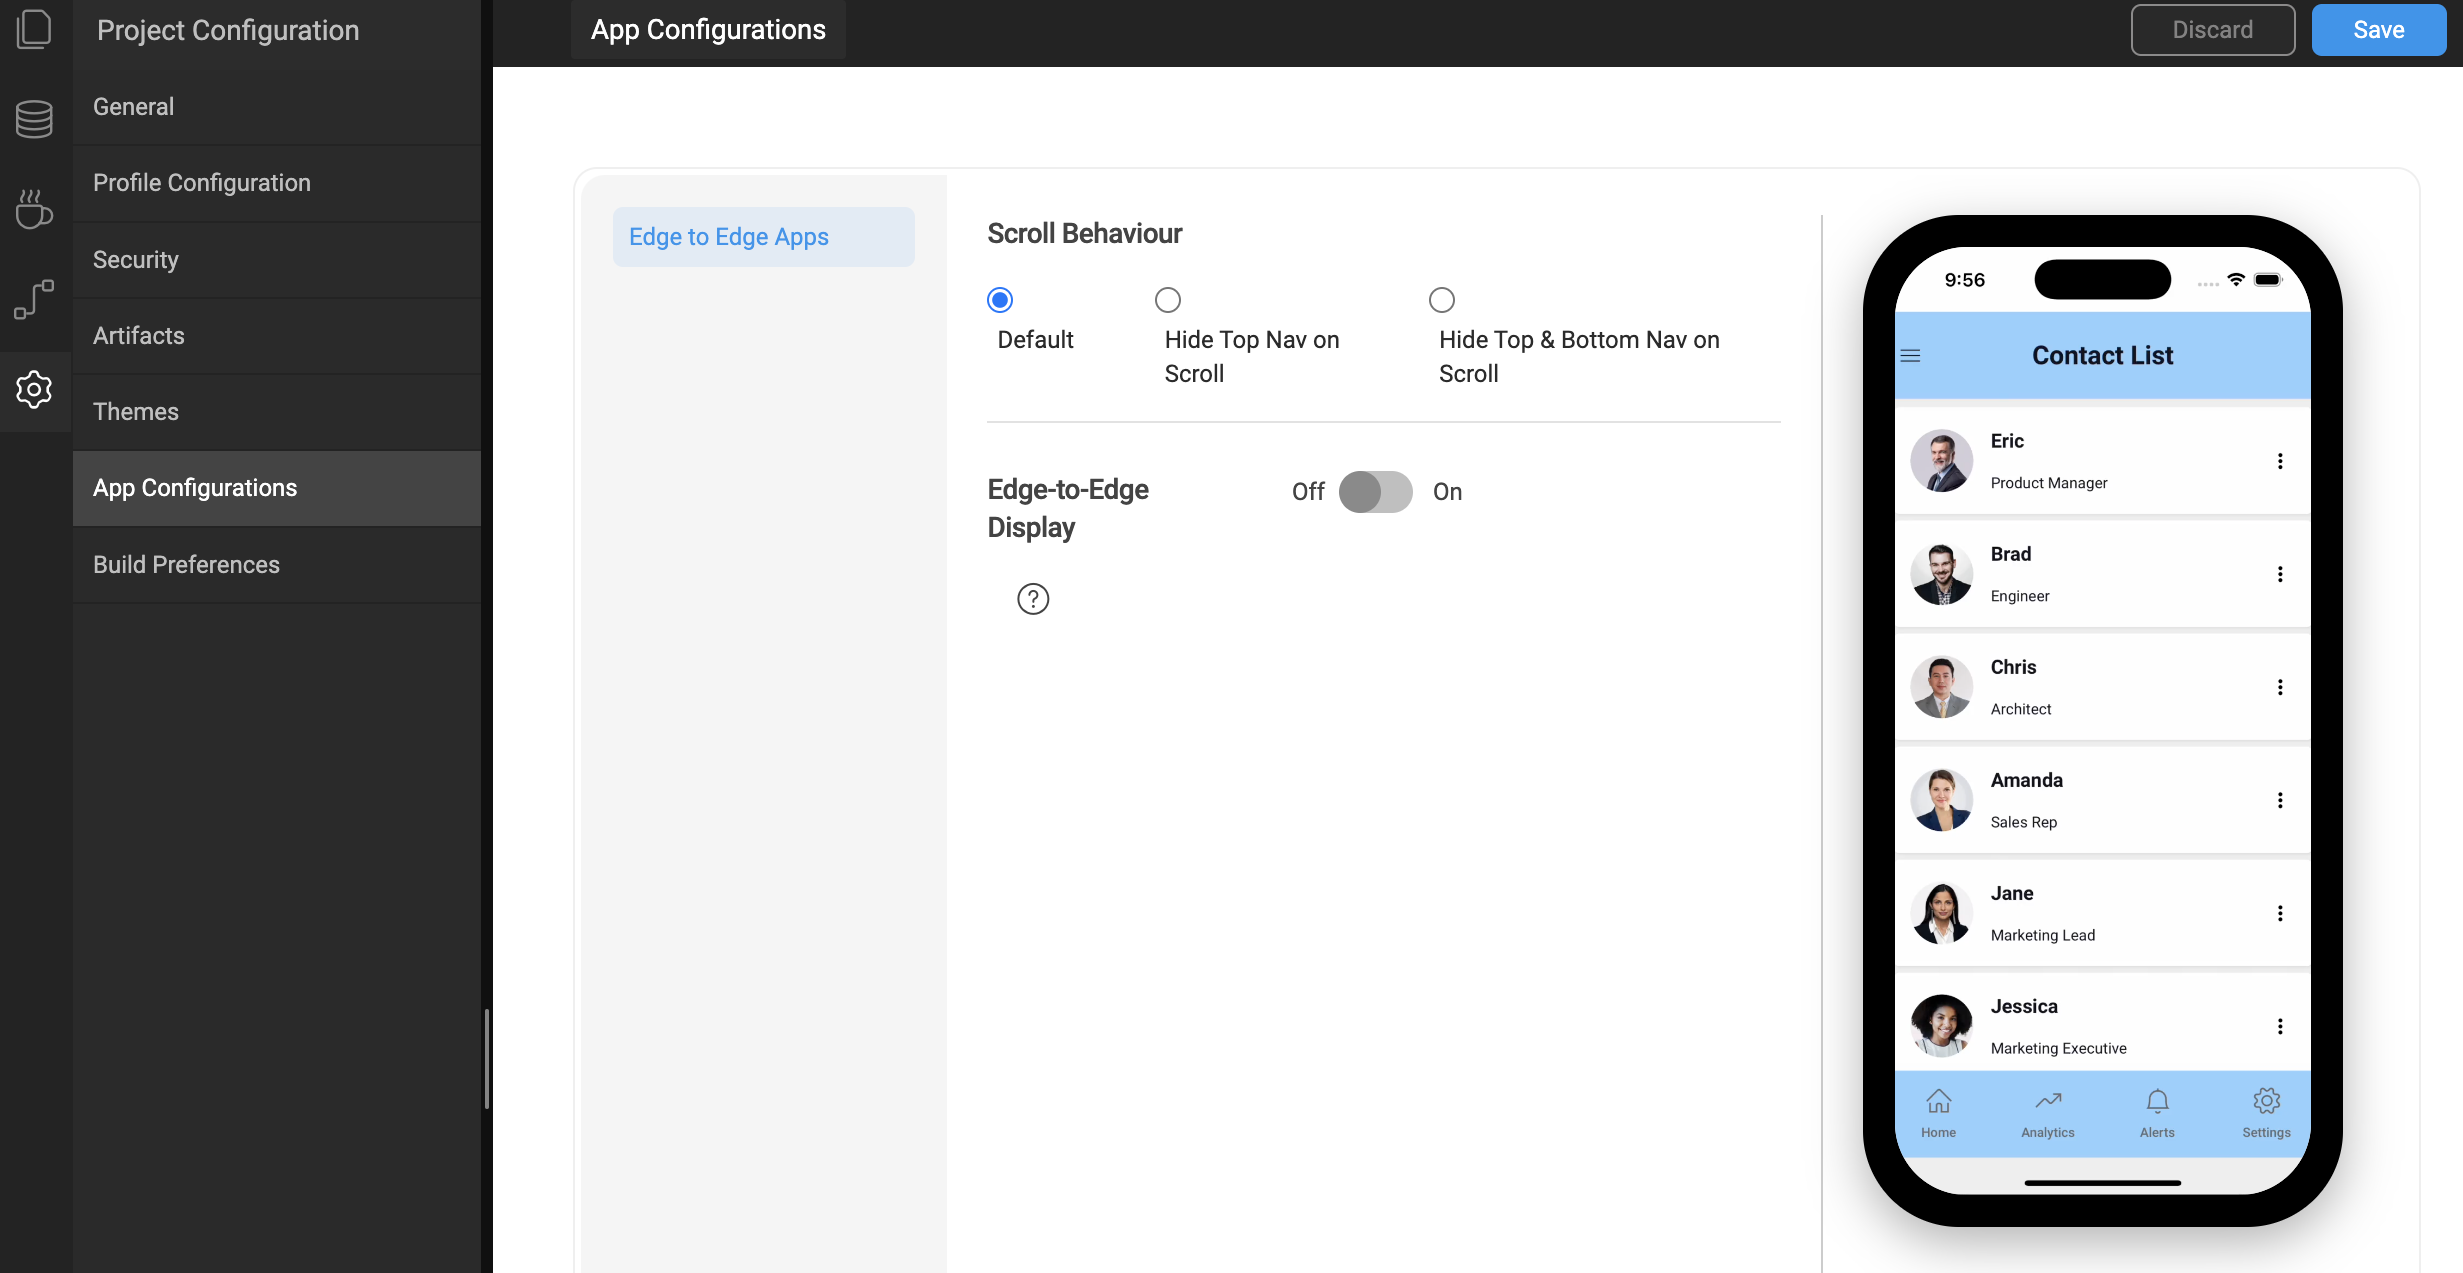 Project Configuration
General
Profile Configuration
Security
Artifacts
Themes
App Configurations
Build Preferences
App Configurations
Discard
Save
Edge to Edge Apps
Scroll Behaviour
Default
Hide Top Nav on
Scroll
Hide Top & Bottom Nav on
Scroll
Edge-to-Edge
Display
Off
On
?
9:56
Contact List
Eric
Product Manager
Brad
Engineer
Chris
Architect
Amanda
Sales Rep
Jane
Marketing Lead
Jessica
Marketing Executive
Home
Analytics
Alerts
Settings